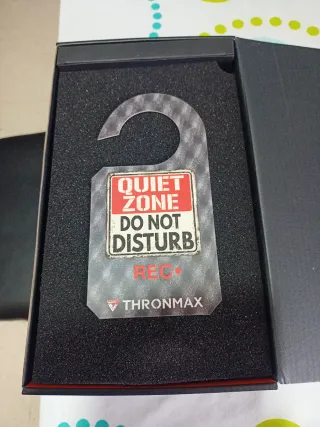 QUIET
ZONE
DO NOT
DISTURB
REC•
THRONMAX